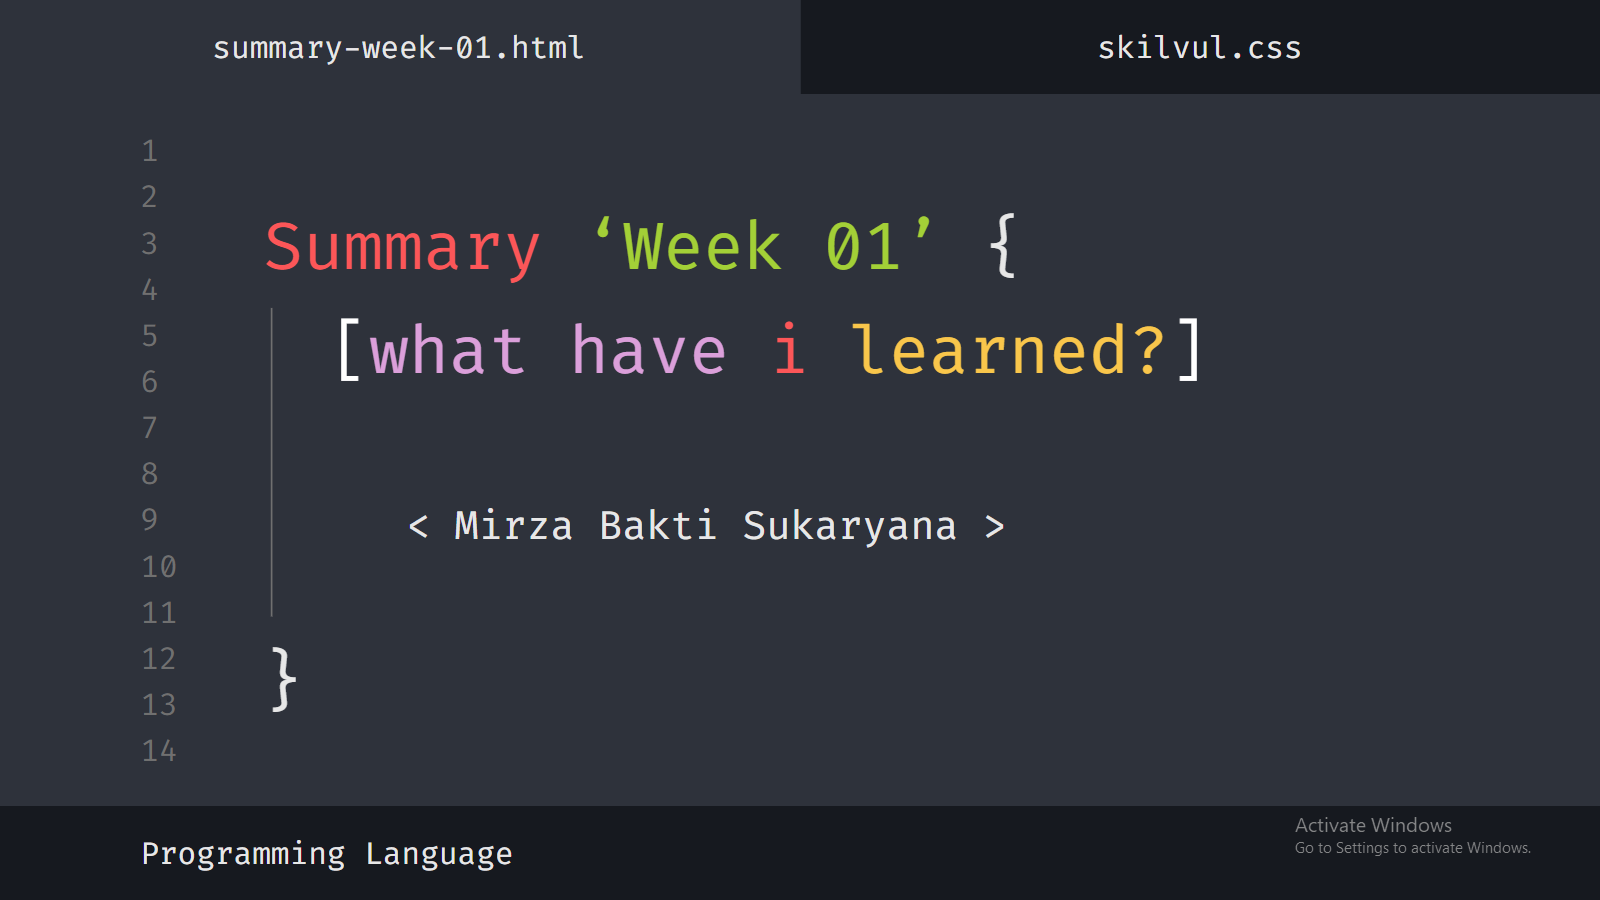 summary-week-01.html
skilvul.css
1
2
3
Summary ‘Week 01’ {
4
5
[what have i learned?]
6
7
8
9
< Mirza Bakti Sukaryana >
10
11
12
}
13
14
Programming Language
Activate Windows
Go to Settings to activate Windows.